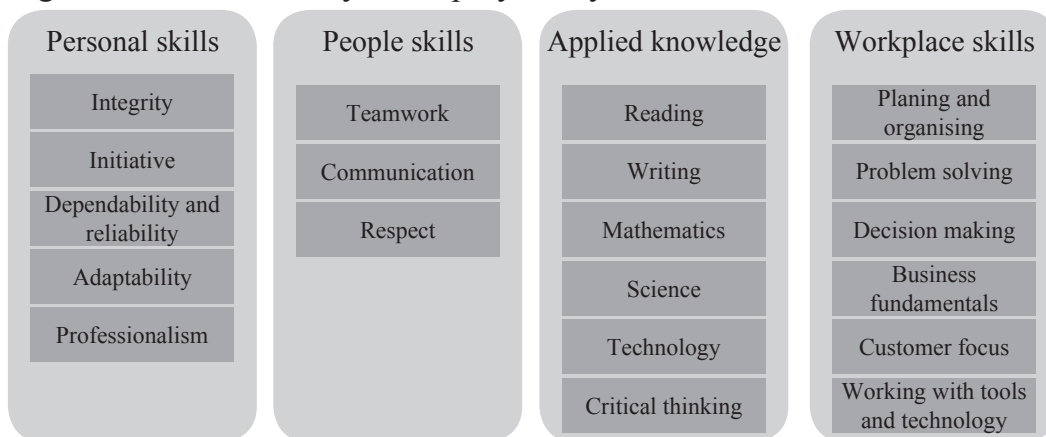 Personal skills
Integrity
Initiative
Dependability and
reliability
Adaptability
Professionalism
People skills
Teamwork
Communication
Respect
Applied knowledge
Reading
Writing
Mathematics
Science
Technology
Critical thinking
Workplace skills
Planing and
organising
Problem solving
Decision making
Business
fundamentals
Customer focus
Working with tools
and technology